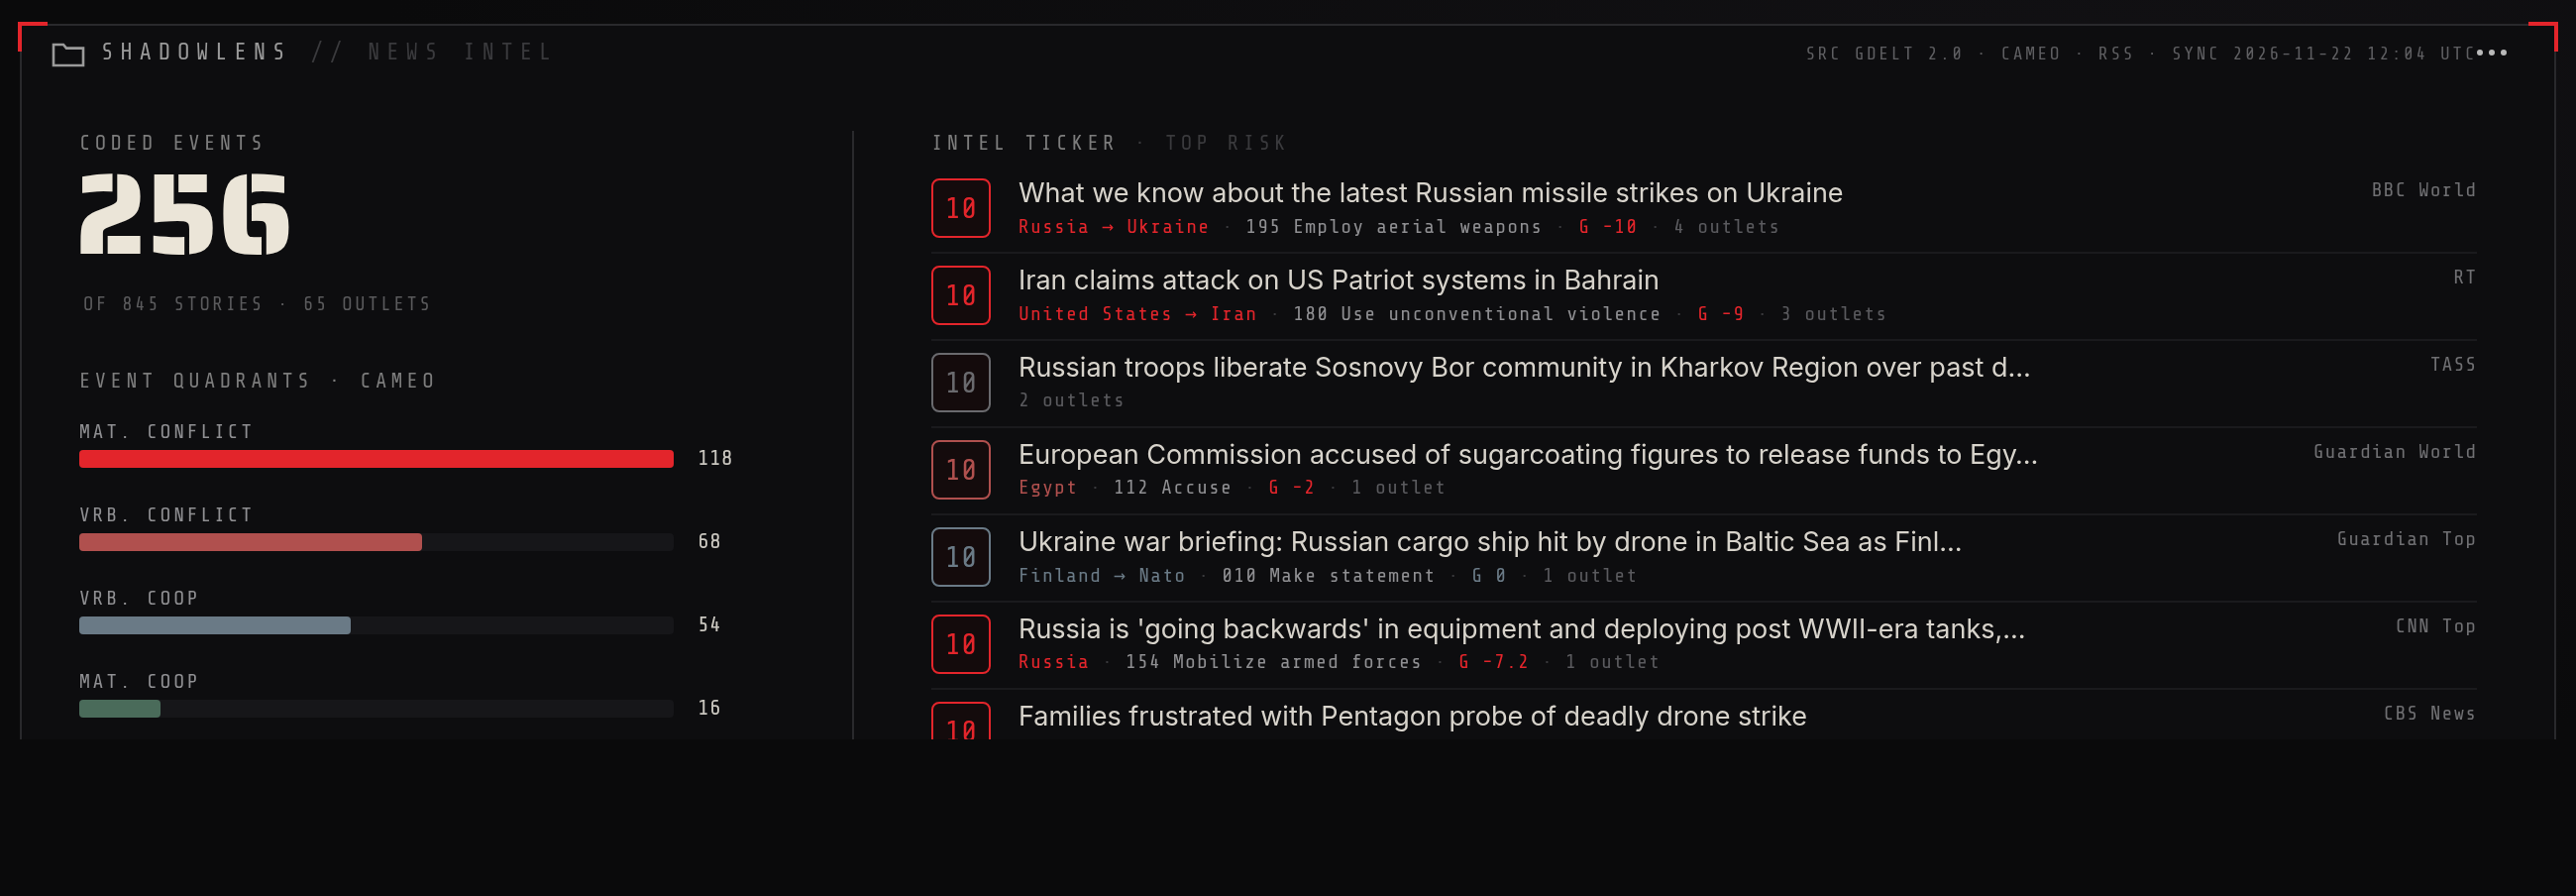 SHADOWLENS // NEWS INTEL
SRC GDELT 2.0 · CAMEO · RSS · SYNC 2026-11-22 12:04 UTC
CODED EVENTS
256
OF 845 STORIES · 65 OUTLETS
EVENT QUADRANTS · CAMEO
MAT. CONFLICT
118
VRB. CONFLICT
68
VRB. COOP
54
MAT. COOP
16
INTEL TICKER · TOP RISK
10 What we know about the latest Russian missile strikes on Ukraine BBC World
Russia → Ukraine · 195 Employ aerial weapons · G -10 · 4 outlets
10 Iran claims attack on US Patriot systems in Bahrain RT
United States → Iran · 180 Use unconventional violence · G -9 · 3 outlets
10 Russian troops liberate Sosnovy Bor community in Kharkov Region over past d... TASS
2 outlets
10 European Commission accused of sugarcoating figures to release funds to Egy... Guardian World
Egypt · 112 Accuse · G -2 · 1 outlet
10 Ukraine war briefing: Russian cargo ship hit by drone in Baltic Sea as Finl... Guardian Top
Finland → Nato · 010 Make statement · G 0 · 1 outlet
10 Russia is 'going backwards' in equipment and deploying post WWII-era tanks,... CNN Top
Russia · 154 Mobilize armed forces · G -7.2 · 1 outlet
10 Families frustrated with Pentagon probe of deadly drone strike CBS News